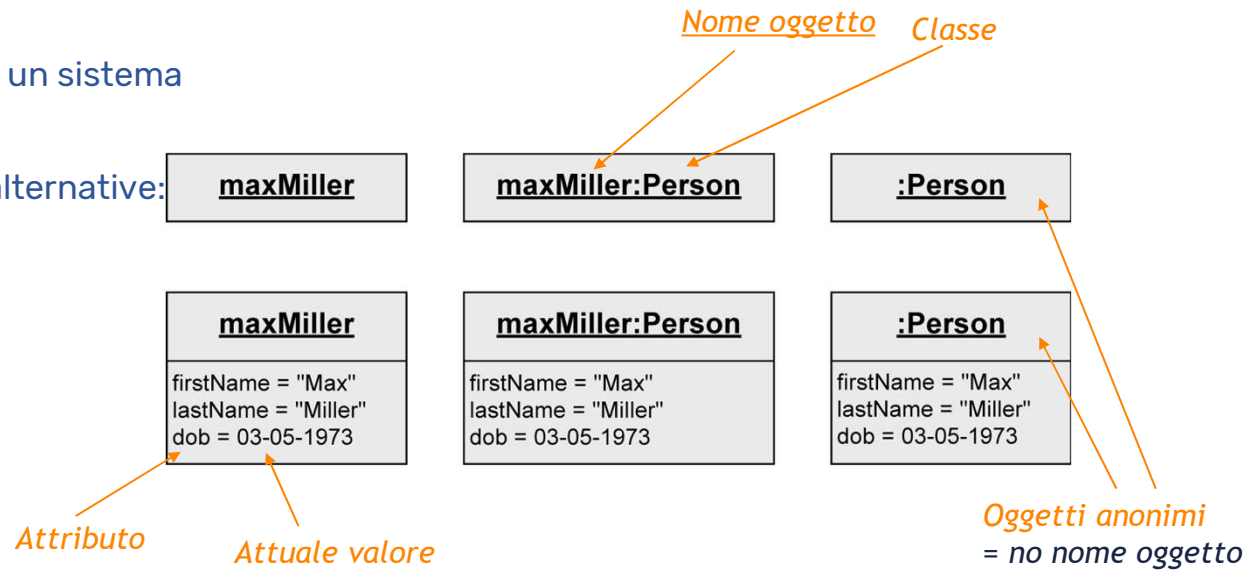 Nome oggetto
Classe
un sistema
alternative:
maxMiller
maxMiller:Person
:Person
maxMiller
maxMiller:Person
:Person
firstName = "Max"
lastName = "Miller"
dob = 03-05-1973
firstName = "Max"
lastName = "Miller"
dob = 03-05-1973
firstName = "Max"
lastName = "Miller"
dob = 03-05-1973
Attributo
Attuale valore
Oggetti anonimi
= no nome oggetto